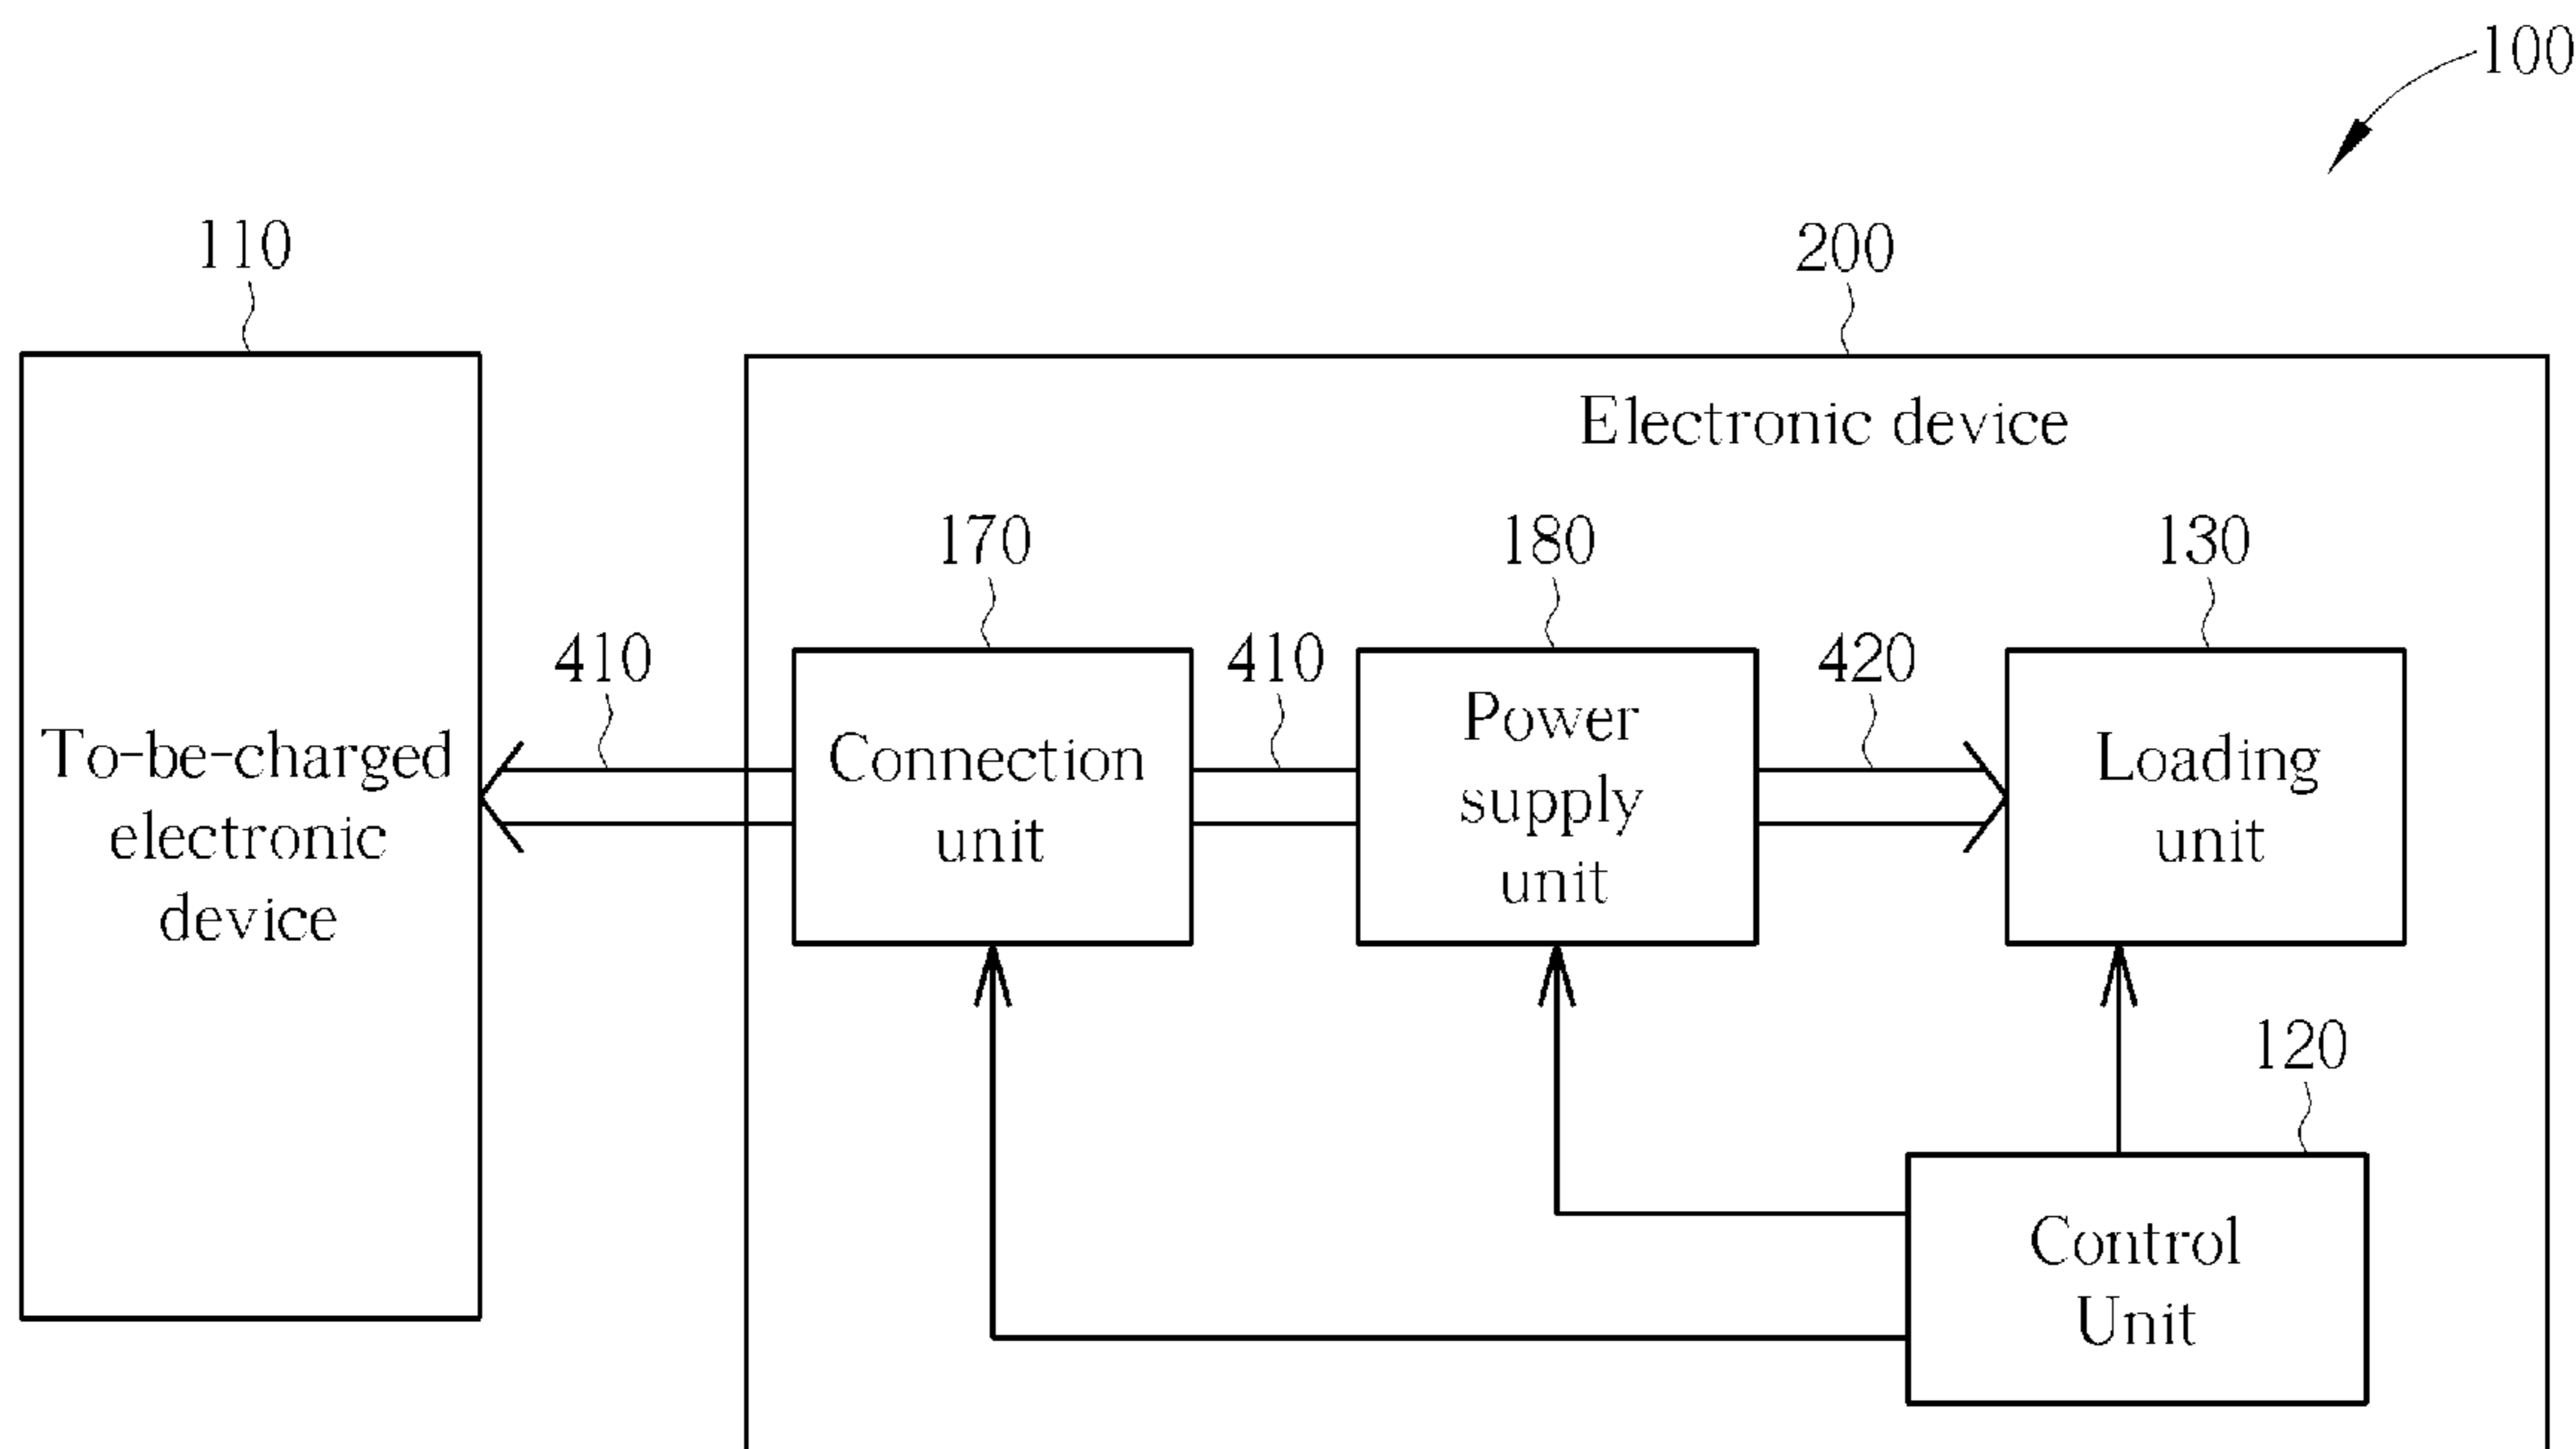 100
110
200
Electronic device
170
180
130
410
410
420
To-be-charged
electronic
device
Connection
unit
Power
supply
unit
Loading
unit
120
Control
Unit